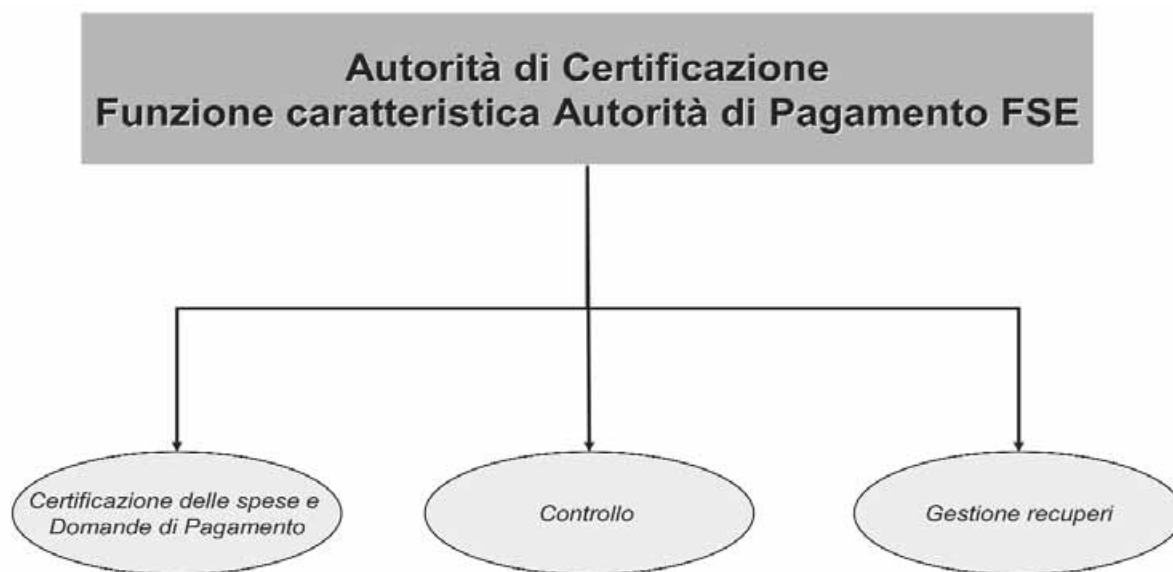 Autorità di Certificazione
Funzione caratteristica Autorità di Pagamento FSE
Certificazione delle spese e
Domande di Pagamento
Controllo
Gestione recuperi